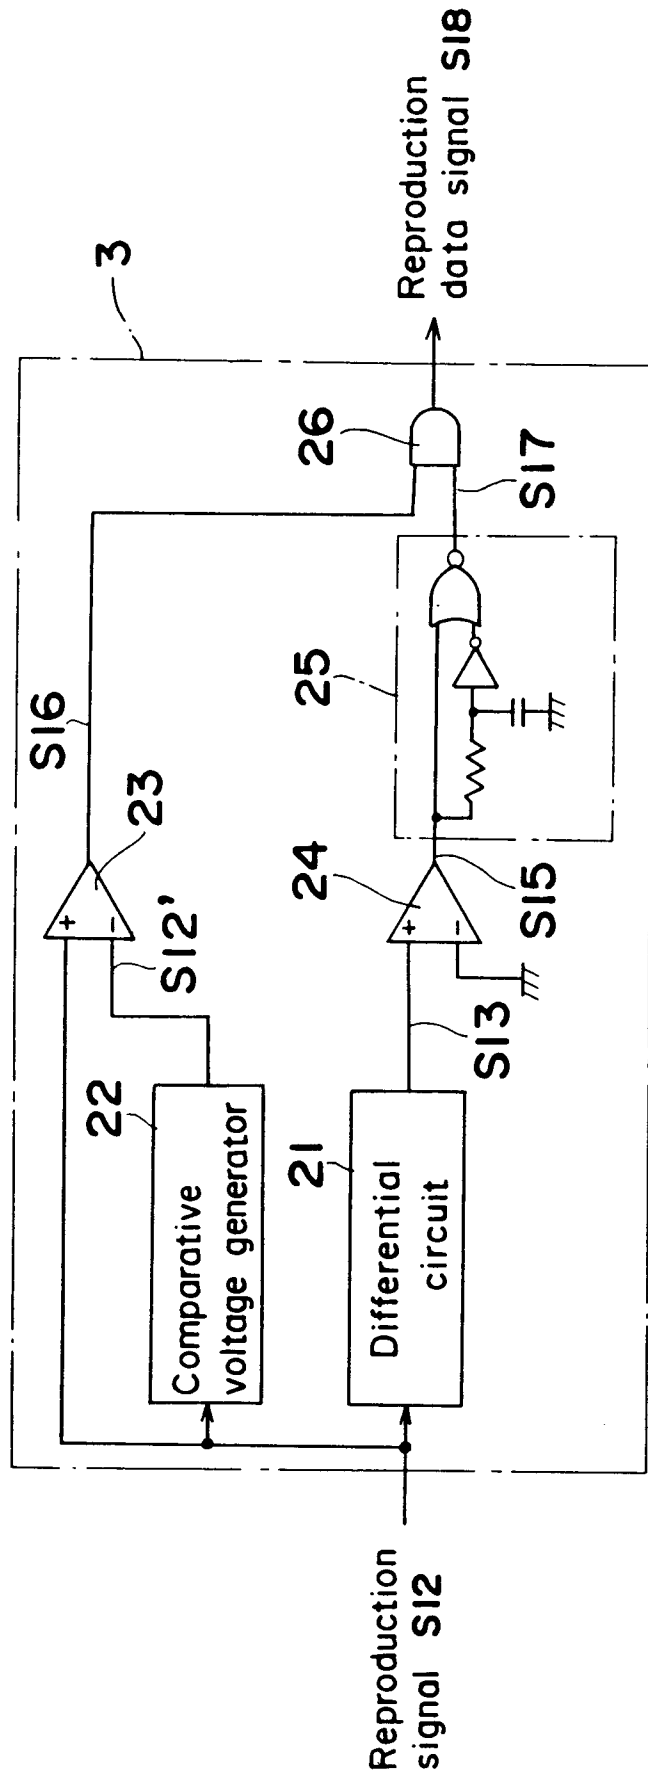 Reproduction
signal S12
Comparative
voltage generator
22
S12'
+
-
23
S16
Differential
circuit
21
S13
+
-
24
S15
25
S17
26
3
Reproduction
data signal S18